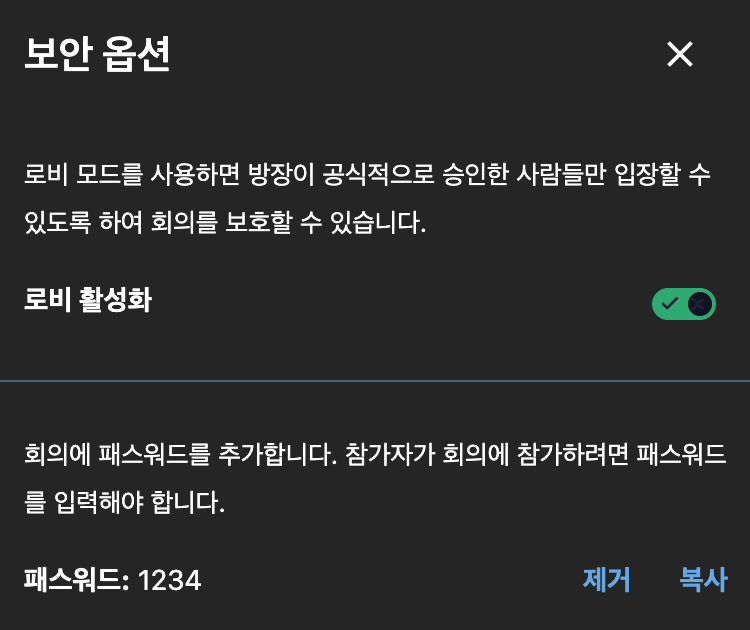 보안 옵션
로비 모드를 사용하면 방장이 공식적으로 승인한 사람들만 입장할 수
있도록 하여 회의를 보호할 수 있습니다.
로비 활성화
회의에 패스워드를 추가합니다. 참가자가 회의에 참가하려면 패스워드
를 입력해야 합니다.
패스워드: 1234 제거 복사